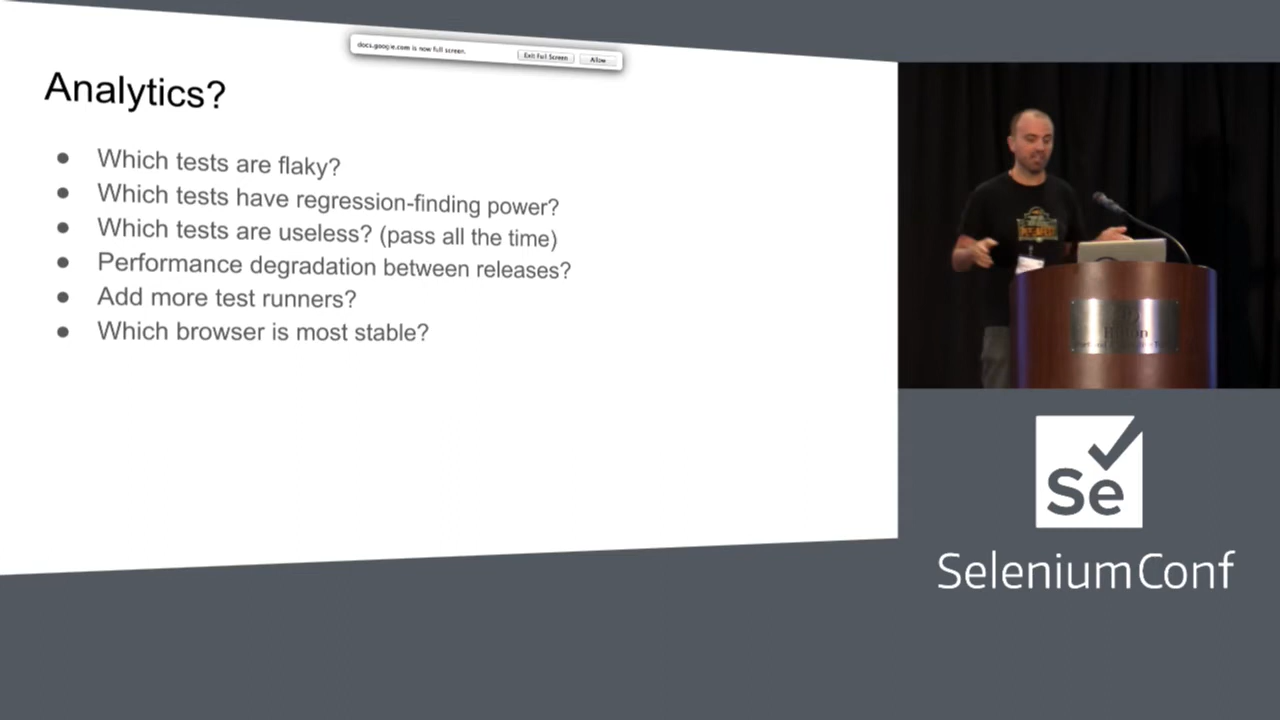 docs.google.com is now full screen.
Exit Full Screen
Allow
Analytics?
● Which tests are flaky?
● Which tests have regression-finding power?
● Which tests are useless? (pass all the time)
● Performance degradation between releases?
● Add more test runners?
● Which browser is most stable?
Hilton
Se
SeleniumConf